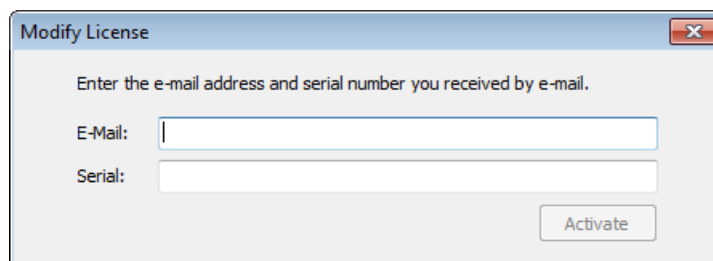 Modify License
Enter the e-mail address and serial number you received by e-mail.
E-Mail:
Serial:
Activate